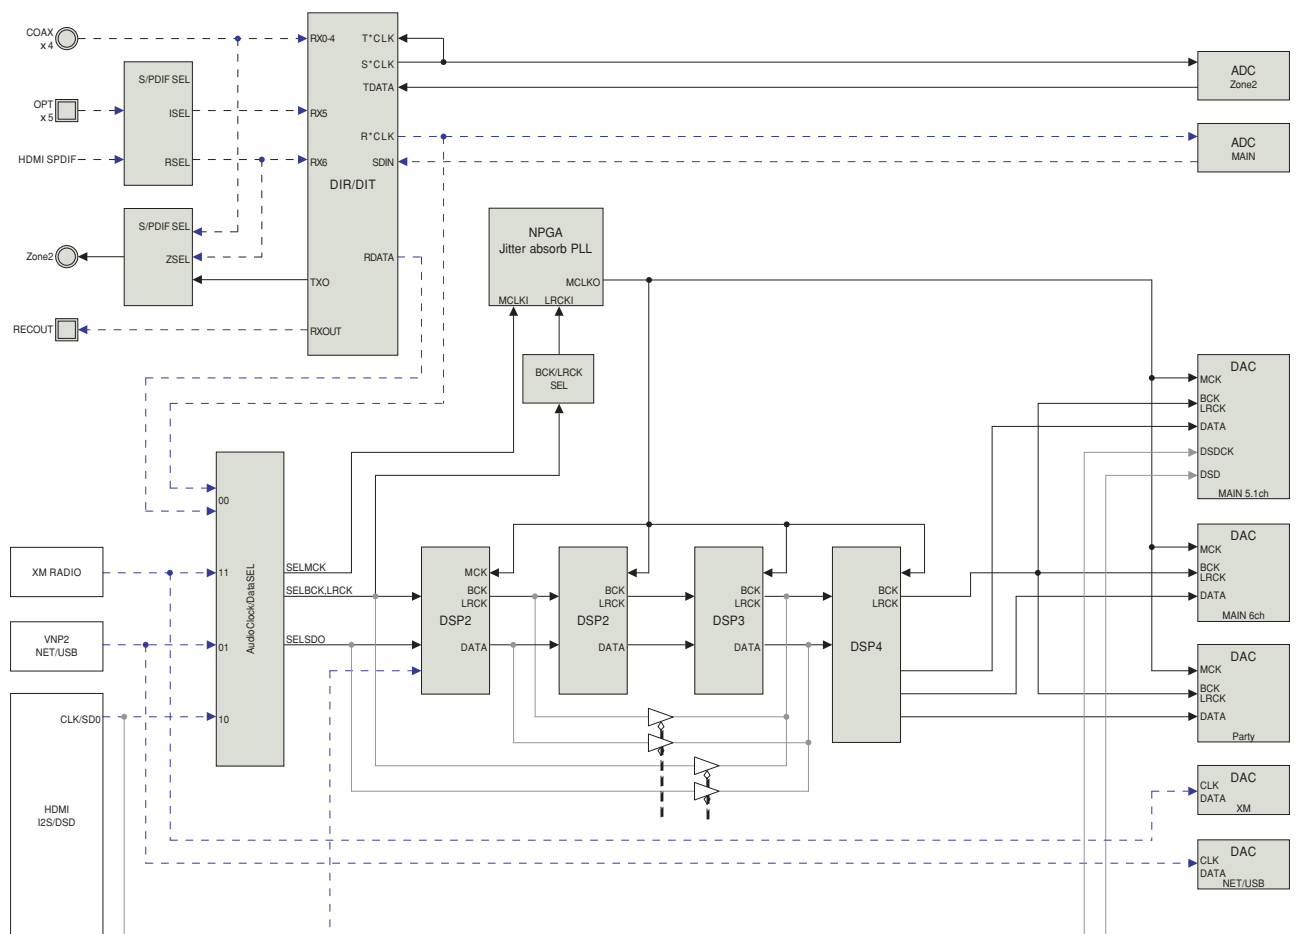 COAX
x 4
OPT
x 5
HDMI SPDIF
S/PDIF SEL
ISEL
RSEL
S/PDIF SEL
ZSEL
Zone2
RECOUT
RX0-4
RX5
RX6
DIR/DIT
TXO
RXOUT
T*CLK
S*CLK
TDATA
R*CLK
SDIN
RDATA
ADC
Zone2
ADC
MAIN
NPGA
Jitter absorb PLL
MCLKO
MCLKI LRCKI
BCK/LRCK
SEL
DAC
MCK
BCK
LRCK
DATA
DSDCK
DSD
MAIN 5.1ch
XM RADIO
VNP2
NET/USB
CLK/SD0
HDMI
I2S/DSD
00
11
01
10
AudioClock/DataSEL
SELMCK
SELBCK,LRCK
SELSDO
MCK
BCK
LRCK
DSP2
DATA
BCK
LRCK
DSP2
DATA
BCK
LRCK
DSP3
DATA
BCK
LRCK
DSP4
DAC
MCK
BCK
LRCK
DATA
MAIN 6ch
DAC
MCK
BCK
LRCK
DATA
Party
DAC
CLK
DATA
XM
DAC
CLK
DATA
NET/USB